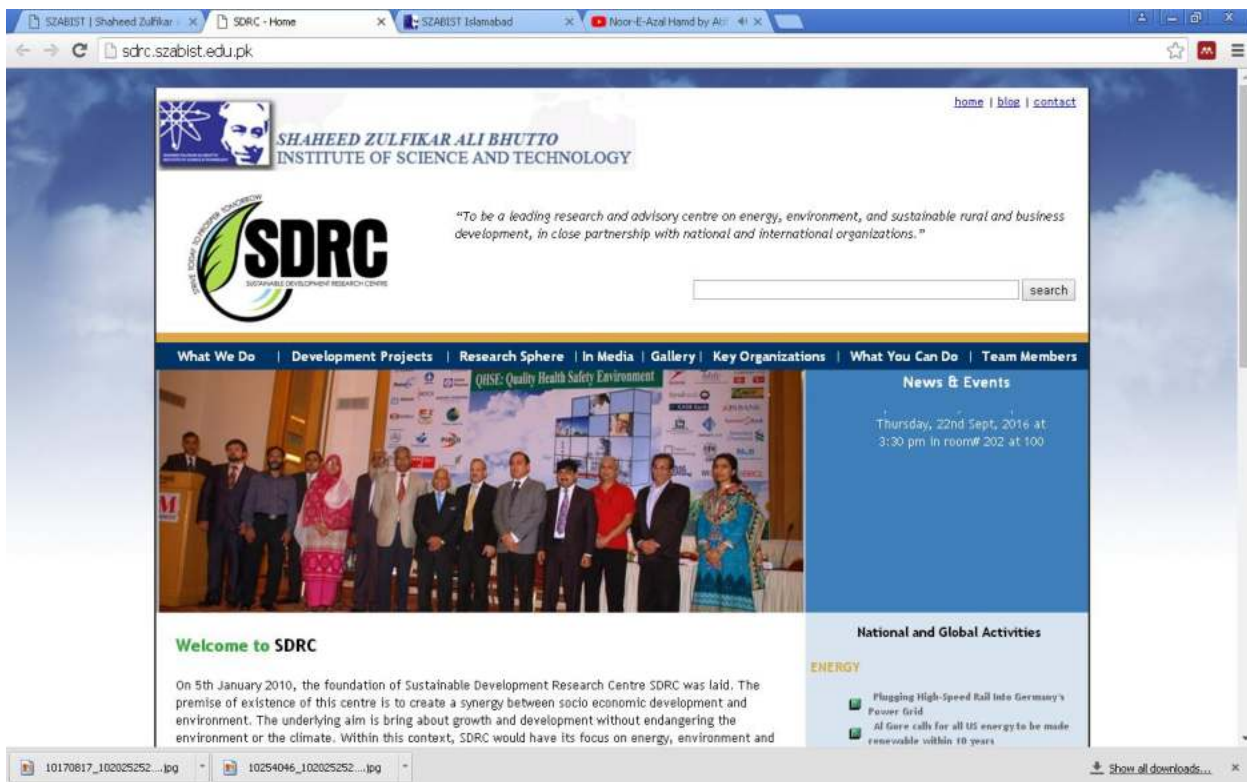 SZABIST | Shaheed Zulfikar
SDRC - Home
SZABIST Islamabad
Noor-E-Azal Hamd by Ati
sdrc.szabist.edu.pk
home | blog | contact
SHAHEED ZULFIKAR ALI BHUTTO
INSTITUTE OF SCIENCE AND TECHNOLOGY
STRIVE TODAY TO PROSPER TOMORROW
SDRC
SUSTAINABLE DEVELOPMENT RESEARCH CENTRE
“To be a leading research and advisory centre on energy, environment, and sustainable rural and business
development, in close partnership with national and international organizations.”
search
What We Do | Development Projects | Research Sphere | In Media | Gallery | Key Organizations | What You Can Do | Team Members
QHSE: Quality Health Safety Environment
News & Events
Thursday, 22nd Sept, 2016 at
3:30 pm in room# 202 at 100
Welcome to SDRC
On 5th January 2010, the foundation of Sustainable Development Research Centre SDRC was laid. The
premise of existence of this centre is to create a synergy between socio economic development and
environment. The underlying aim is bring about growth and development without endangering the
environment or the climate. Within this context, SDRC would have its focus on energy, environment and
National and Global Activities
ENERGY
Plugging High-Speed Rail Into Germany's
Power Grid
Al Gore calls for all US energy to be made
renewable within 10 years
10170817_102025252....jpg
10254046_102025252....jpg
Show all downloads...